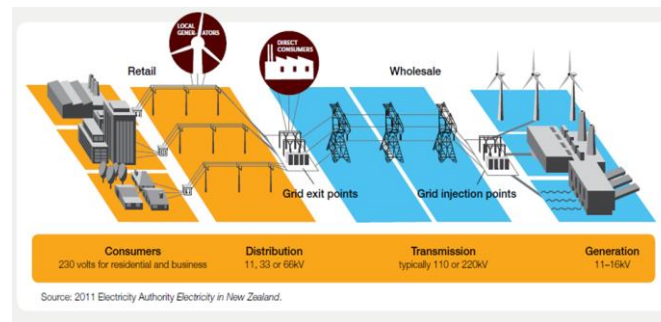 LOCAL
GENERATORS
DIRECT
CONSUMERS
Retail
Wholesale
Grid exit points
Grid injection points
Consumers
230 volts for residential and business
Distribution
11, 33 or 66kV
Transmission
typically 110 or 220kV
Generation
11–16kV
Source: 2011 Electricity Authority Electricity in New Zealand.